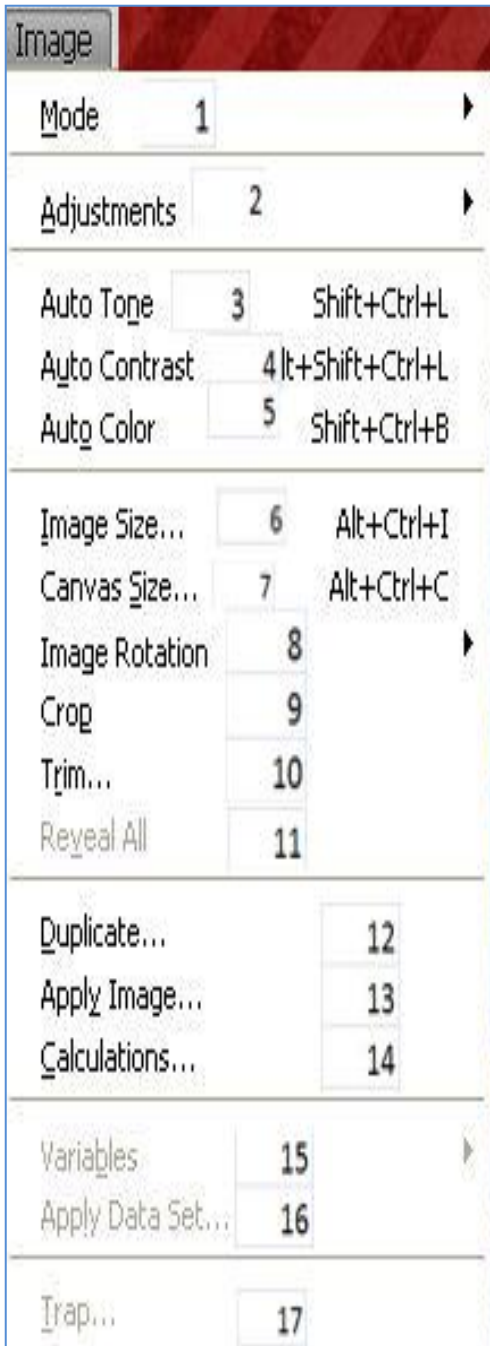 Image
Mode 1
Adjustments 2
Auto Tone 3 Shift+Ctrl+L
Auto Contrast 4 lt+Shift+Ctrl+L
Auto Color 5 Shift+Ctrl+B
Image Size... 6 Alt+Ctrl+I
Canvas Size... 7 Alt+Ctrl+C
Image Rotation 8
Crop 9
Trim... 10
Reveal All 11
Duplicate... 12
Apply Image... 13
Calculations... 14
Variables 15
Apply Data Set... 16
Trap... 17